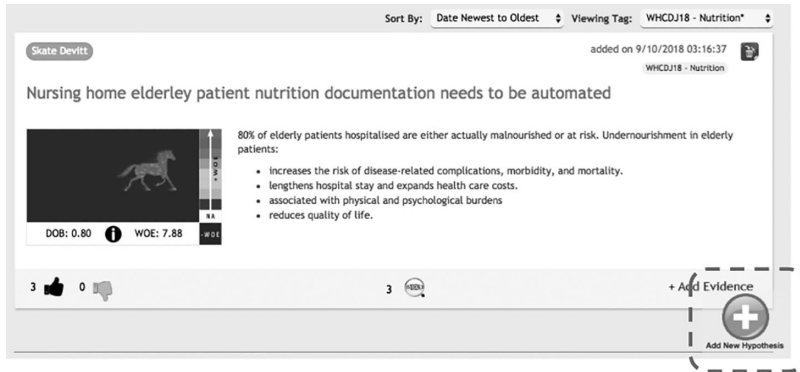 Sort By: Date Newest to Oldest Viewing Tag: WHCDJ18 - Nutrition*
Skate Devitt
added on 9/10/2018 03:16:37
WHCDJ18 - Nutrition
Nursing home elderley patient nutrition documentation needs to be automated
80% of elderly patients hospitalised are either actually malnourished or at risk. Undernourishment in elderly
patients:
• increases the risk of disease-related complications, morbidity, and mortality.
• lengthens hospital stay and expands health care costs.
• associated with physical and psychological burdens
• reduces quality of life.
+WOE
NA
DOB: 0.80 i WOE: 7.88 -WOE
3 0 3 + Add Evidence
Add New Hypothesis